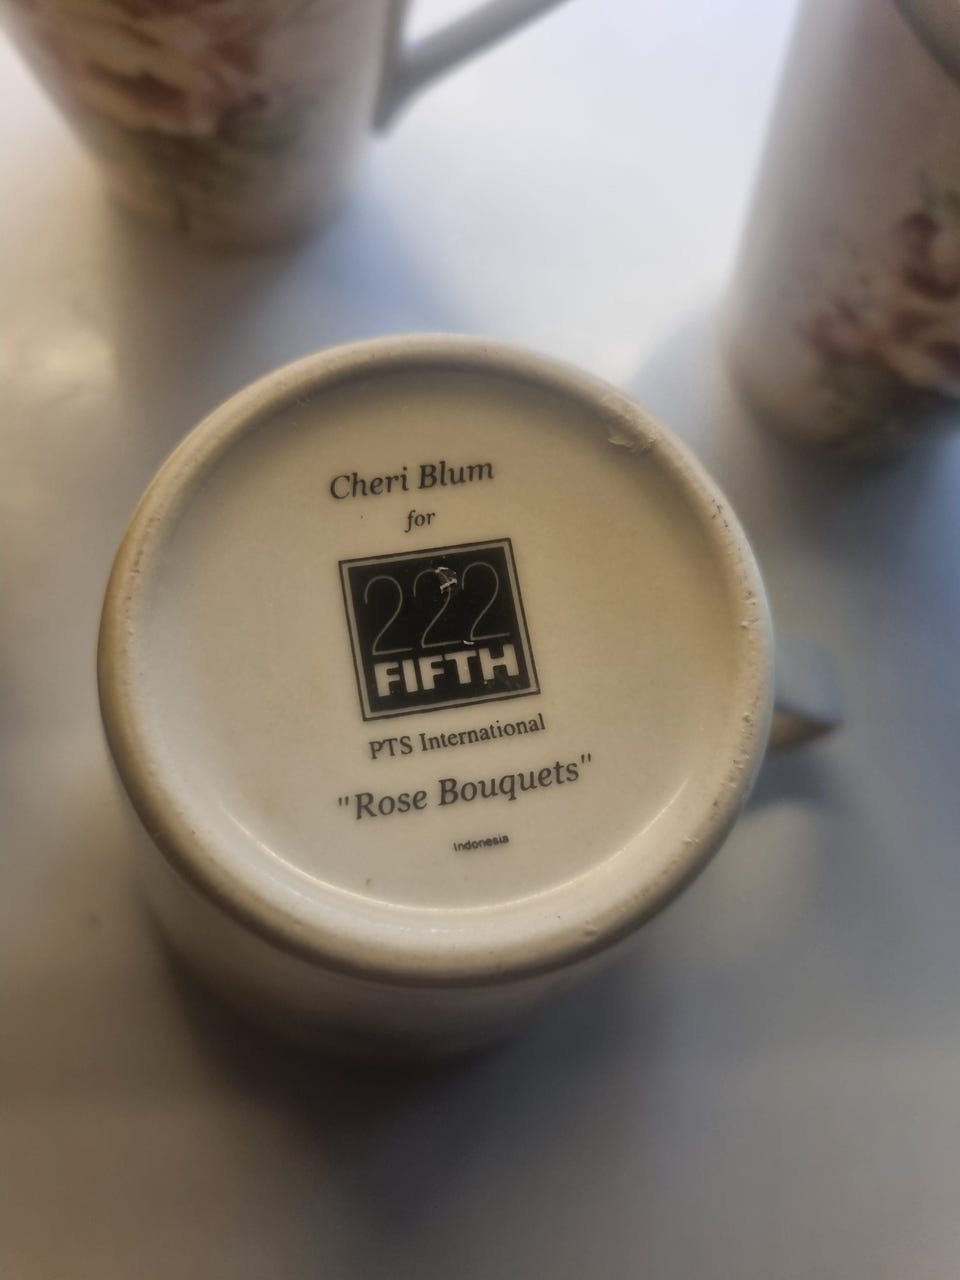 Cheri Blum
for
222
FIFTH
PTS International
"Rose Bouquets"
Indonesia